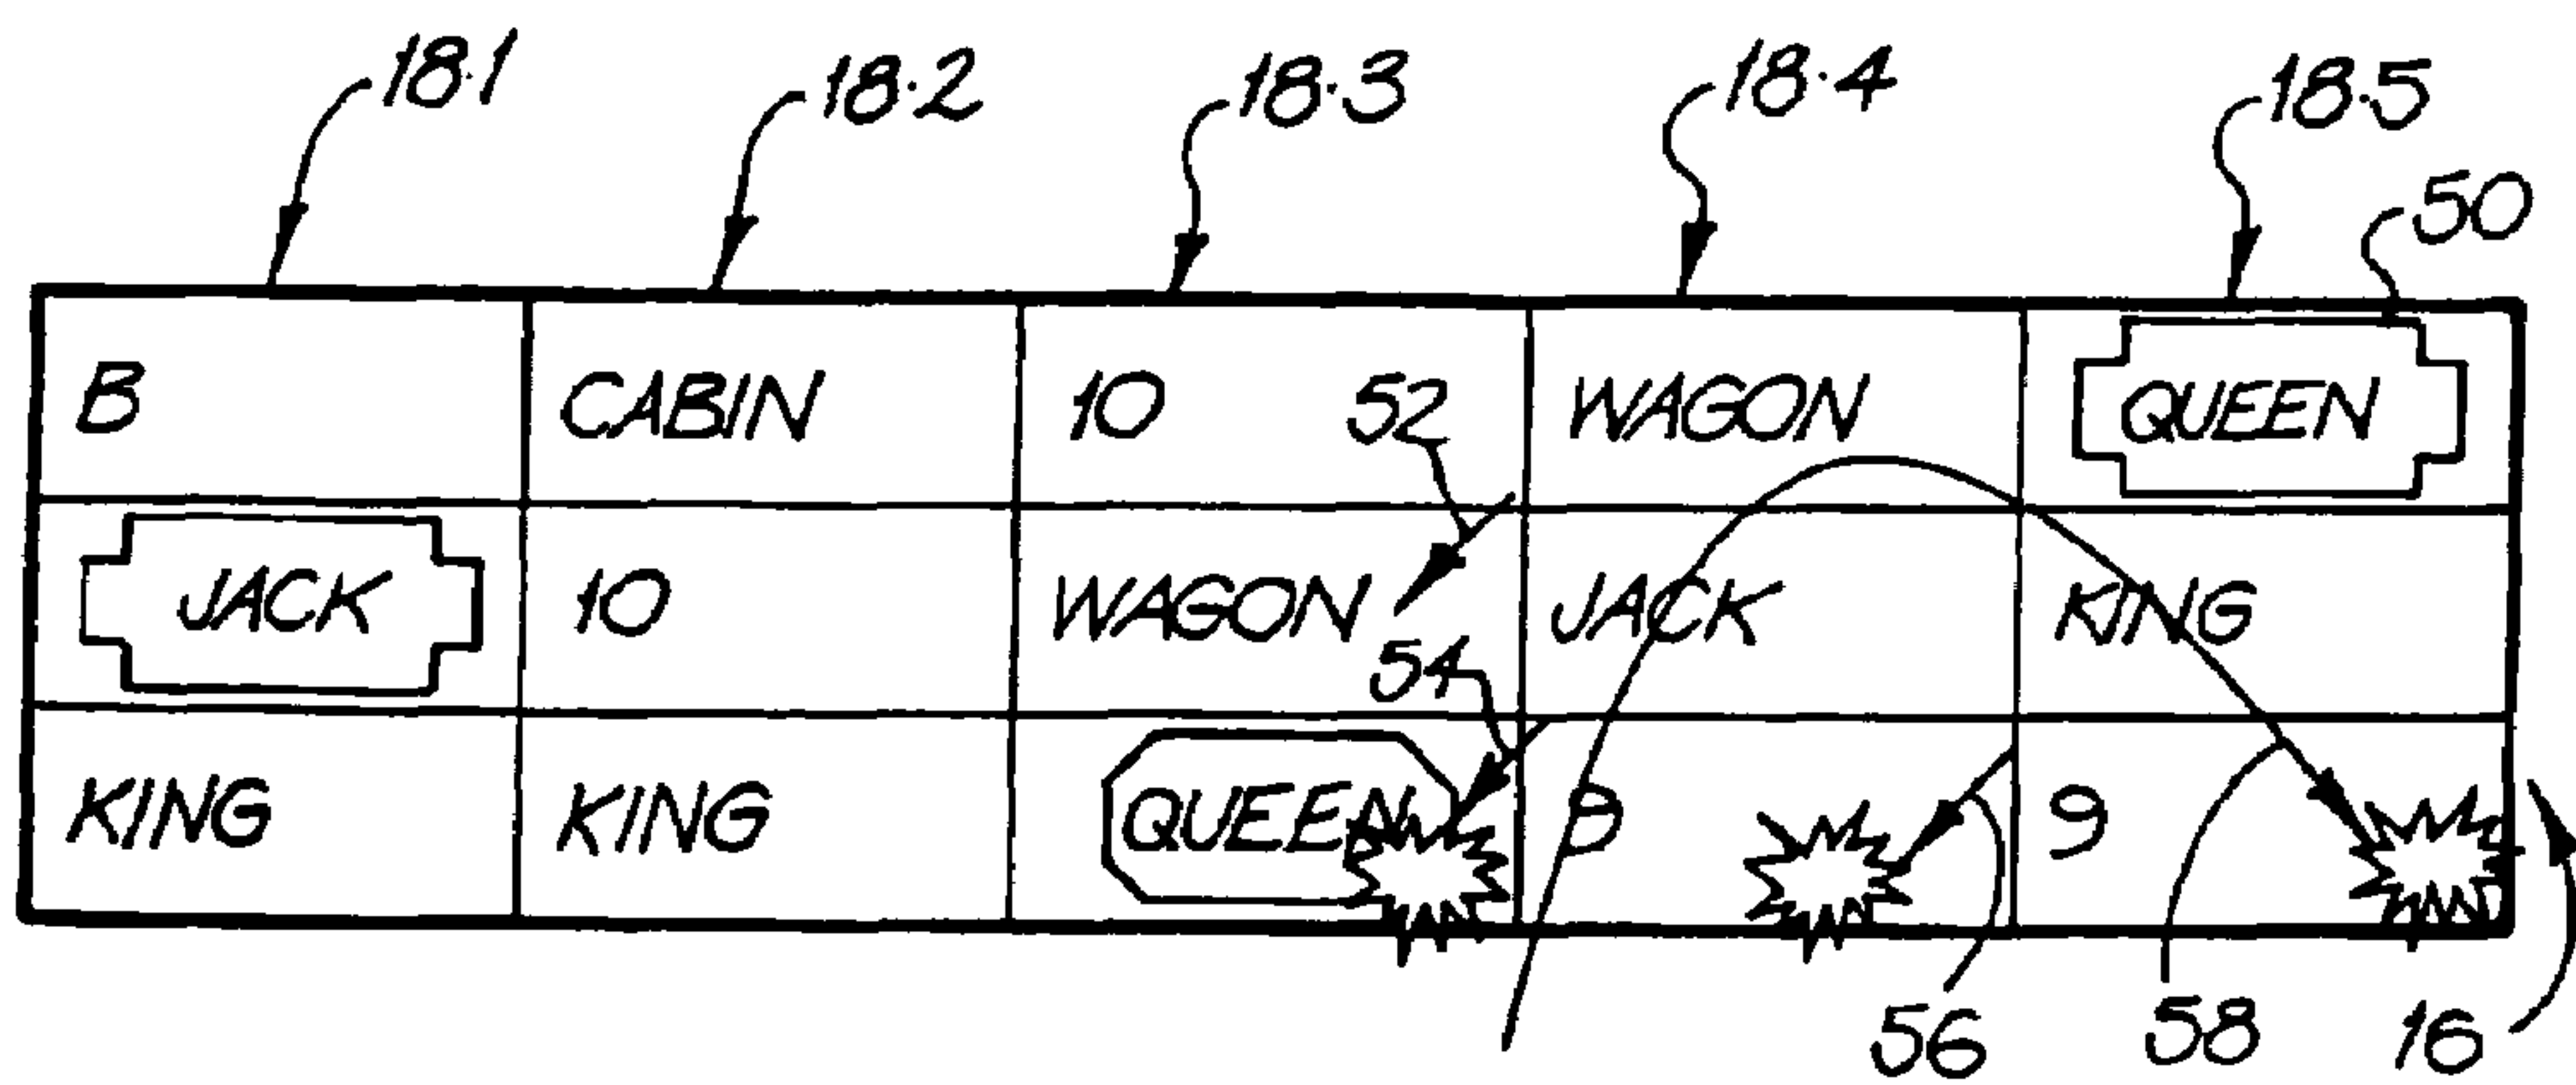 18.1 18.2 18.3 18.4 18.5
50
B CABIN 10 52 WAGON QUEEN
JACK 10 WAGON JACK KING
54
KING KING QUEEN 9 9
56 58 16